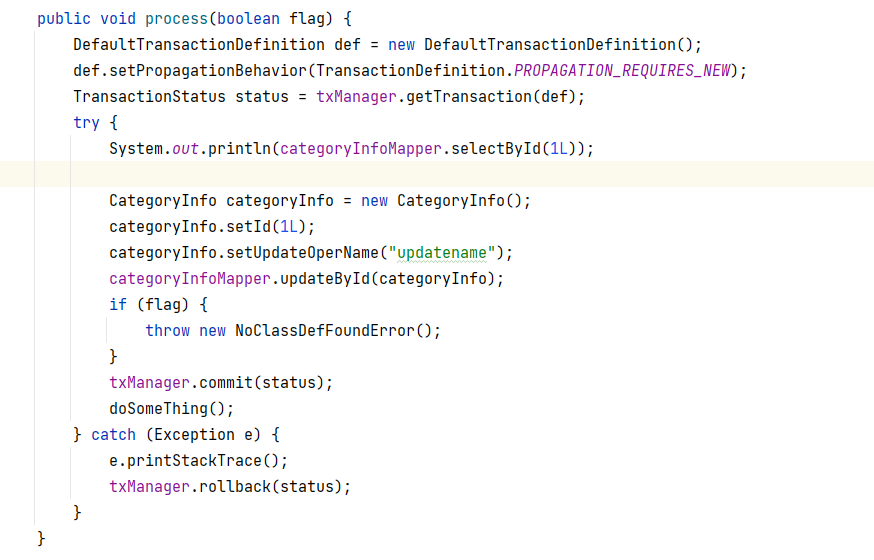 public void process(boolean flag) {
DefaultTransactionDefinition def = new DefaultTransactionDefinition();
def.setPropagationBehavior(TransactionDefinition.PROPAGATION_REQUIRES_NEW);
TransactionStatus status = txManager.getTransaction(def);
try {
System.out.println(categoryInfoMapper.selectById(1L));
CategoryInfo categoryInfo = new CategoryInfo();
categoryInfo.setId(1L);
categoryInfo.setUpdateOperName("updatename");
categoryInfoMapper.updateById(categoryInfo);
if (flag) {
throw new NoClassDefFoundError();
}
txManager.commit(status);
doSomeThing();
} catch (Exception e) {
e.printStackTrace();
txManager.rollback(status);
}
}